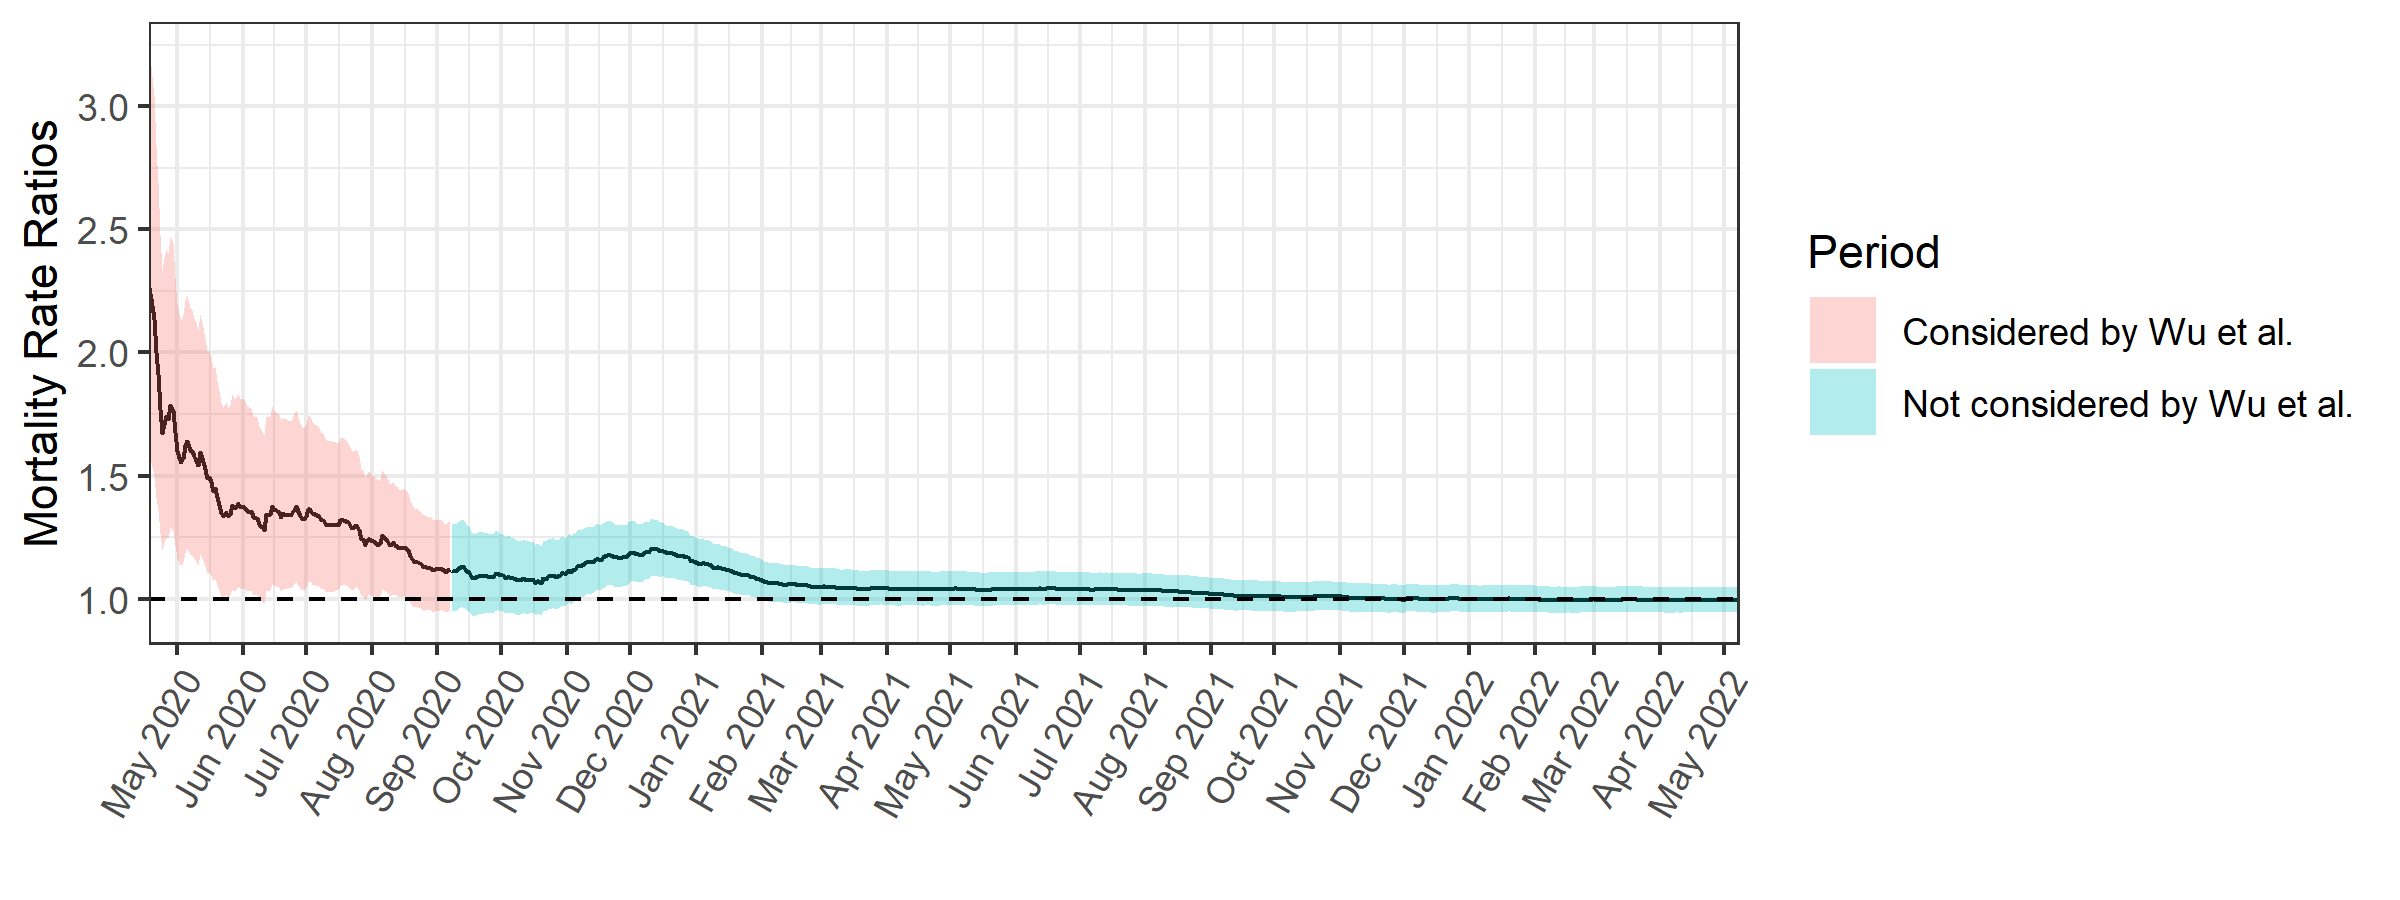 Mortality Rate Ratios
3.0
2.5
2.0
1.5
1.0
May 2020
Jun 2020
Jul 2020
Aug 2020
Sep 2020
Oct 2020
Nov 2020
Dec 2020
Jan 2021
Feb 2021
Mar 2021
Apr 2021
May 2021
Jun 2021
Jul 2021
Aug 2021
Sep 2021
Oct 2021
Nov 2021
Dec 2021
Jan 2022
Feb 2022
Mar 2022
Apr 2022
May 2022
Period
Considered by Wu et al.
Not considered by Wu et al.